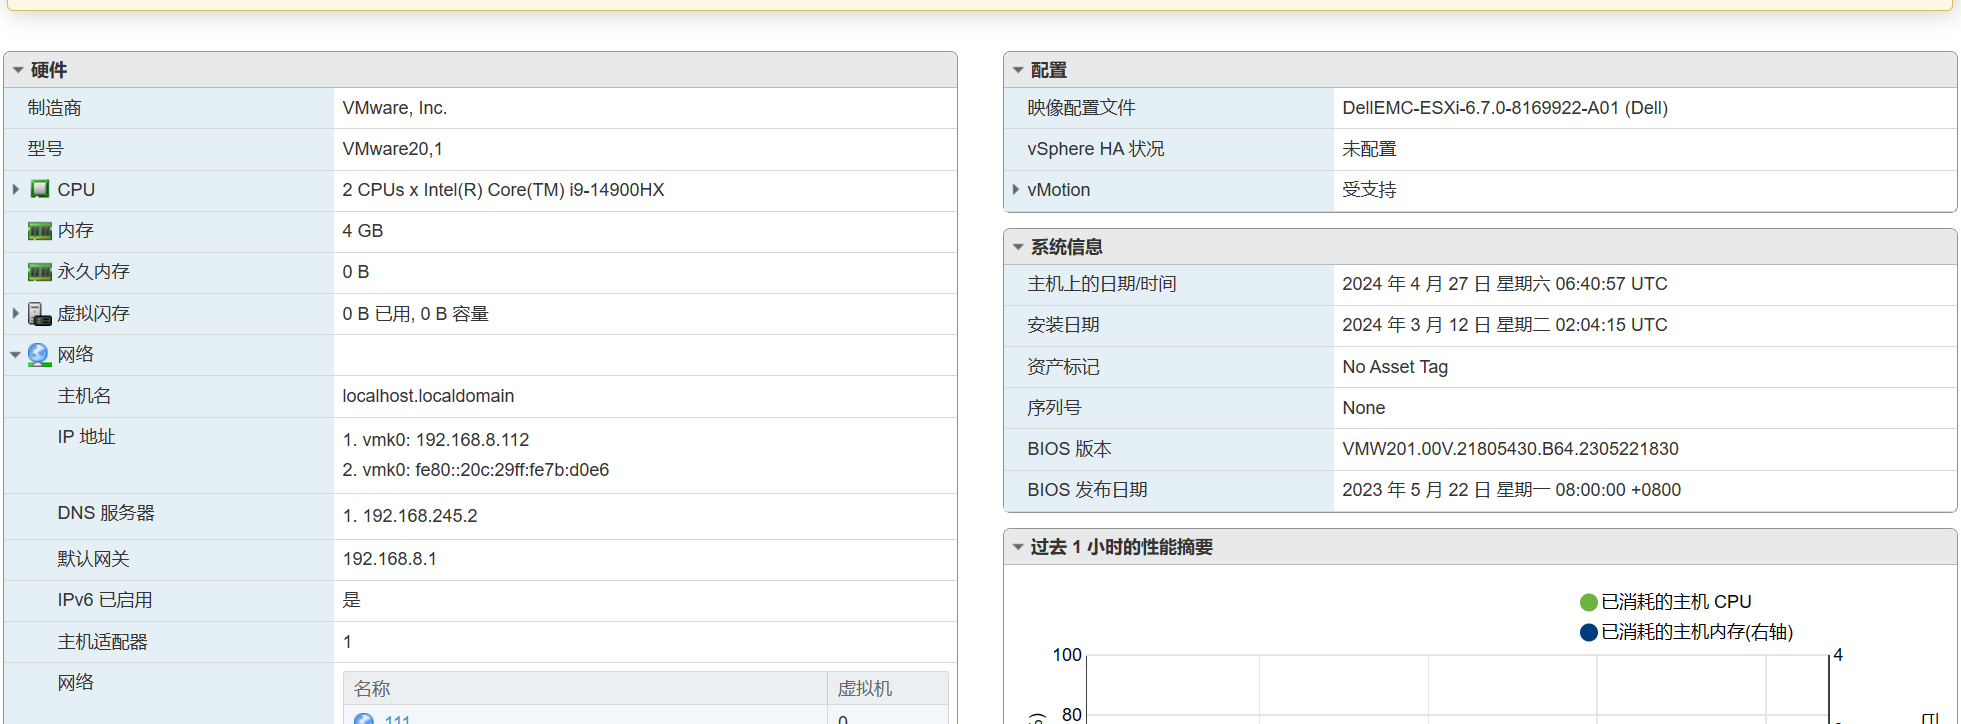 硬件
制造商 VMware, Inc.
型号 VMware20,1
CPU 2 CPUs x Intel(R) Core(TM) i9-14900HX
内存 4 GB
永久内存 0 B
虚拟闪存 0 B 已用, 0 B 容量
网络
主机名 localhost.localdomain
IP 地址 1. vmk0: 192.168.8.112
2. vmk0: fe80::20c:29ff:fe7b:d0e6
DNS 服务器 1. 192.168.245.2
默认网关 192.168.8.1
IPv6 已启用 是
主机适配器 1
网络 名称 虚拟机
111 0
配置
映像配置文件 DellEMC-ESXi-6.7.0-8169922-A01 (Dell)
vSphere HA 状况 未配置
vMotion 受支持
系统信息
主机上的日期/时间 2024 年 4 月 27 日 星期六 06:40:57 UTC
安装日期 2024 年 3 月 12 日 星期二 02:04:15 UTC
资产标记 No Asset Tag
序列号 None
BIOS 版本 VMW201.00V.21805430.B64.2305221830
BIOS 发布日期 2023 年 5 月 22 日 星期一 08:00:00 +0800
过去 1 小时的性能摘要
已消耗的主机 CPU
已消耗的主机内存(右轴)
100 4
80